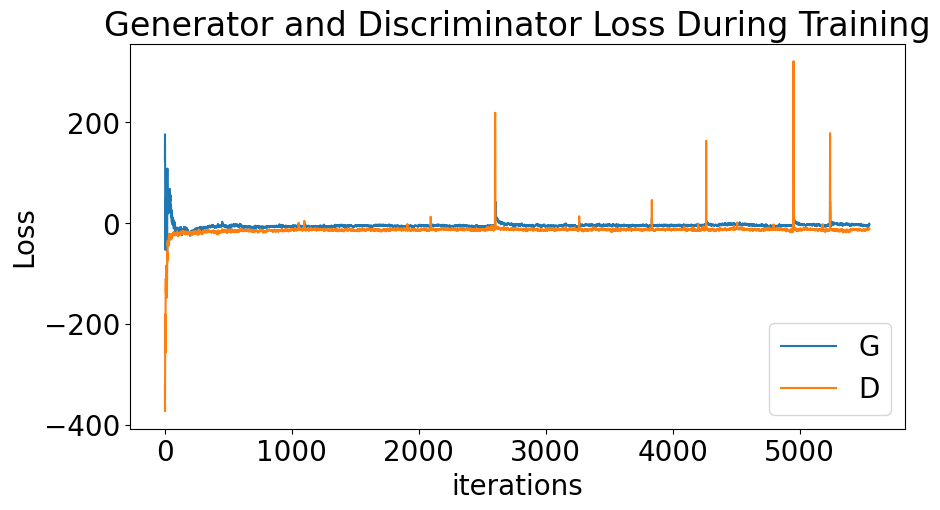 Generator and Discriminator Loss During Training
Loss
200
0
−200
−400
G
D
0 1000 2000 3000 4000 5000
iterations